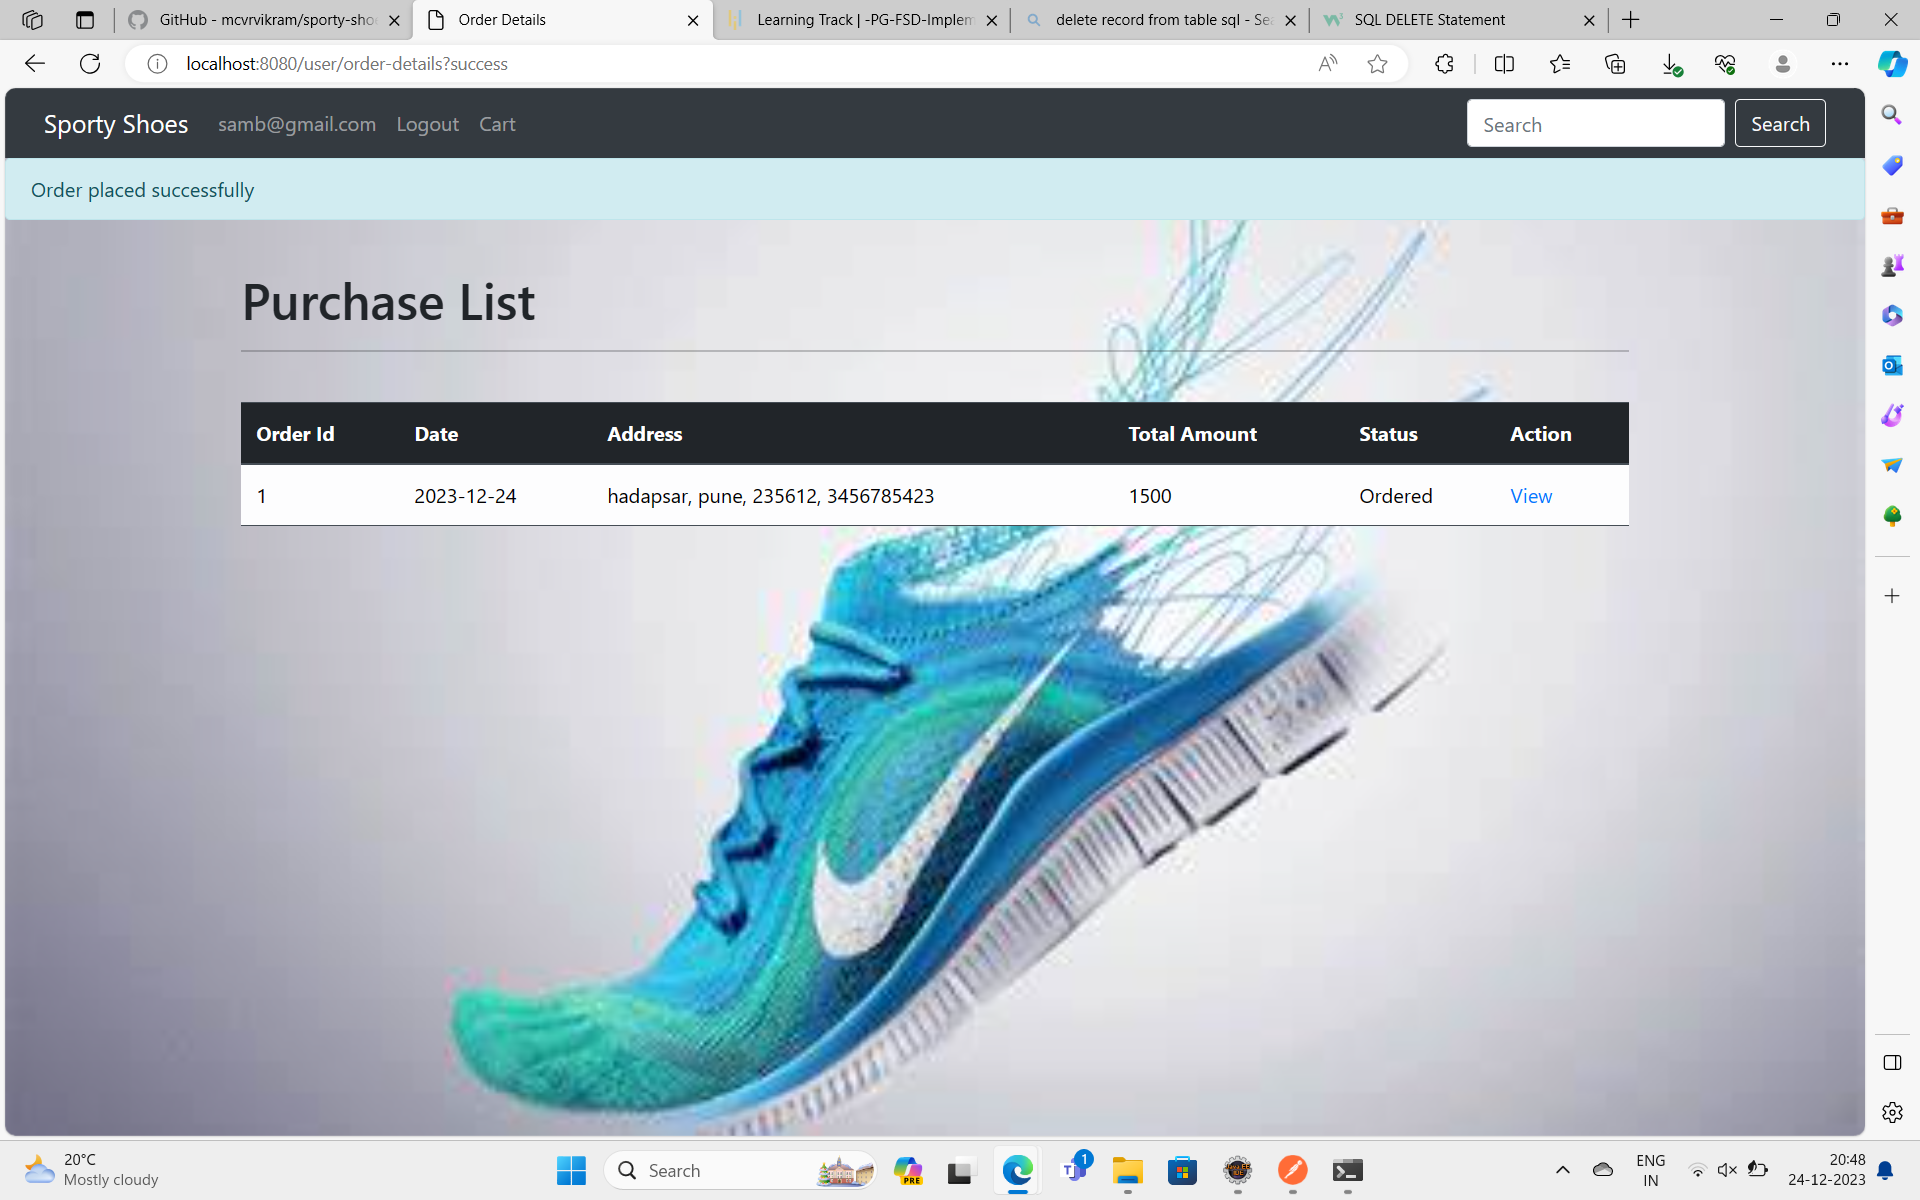 GitHub - mcvrvikram/sporty-sho
Order Details
Learning Track | -PG-FSD-Implem
delete record from table sql - Sea
SQL DELETE Statement
localhost:8080/user/order-details?success
Sporty Shoes samb@gmail.com Logout Cart Search Search
Order placed successfully
Purchase List
Order Id Date Address Total Amount Status Action
1 2023-12-24 hadapsar, pune, 235612, 3456785423 1500 Ordered View
20°C
Mostly cloudy
Search
PRE
1
ENG
IN
20:48
24-12-2023